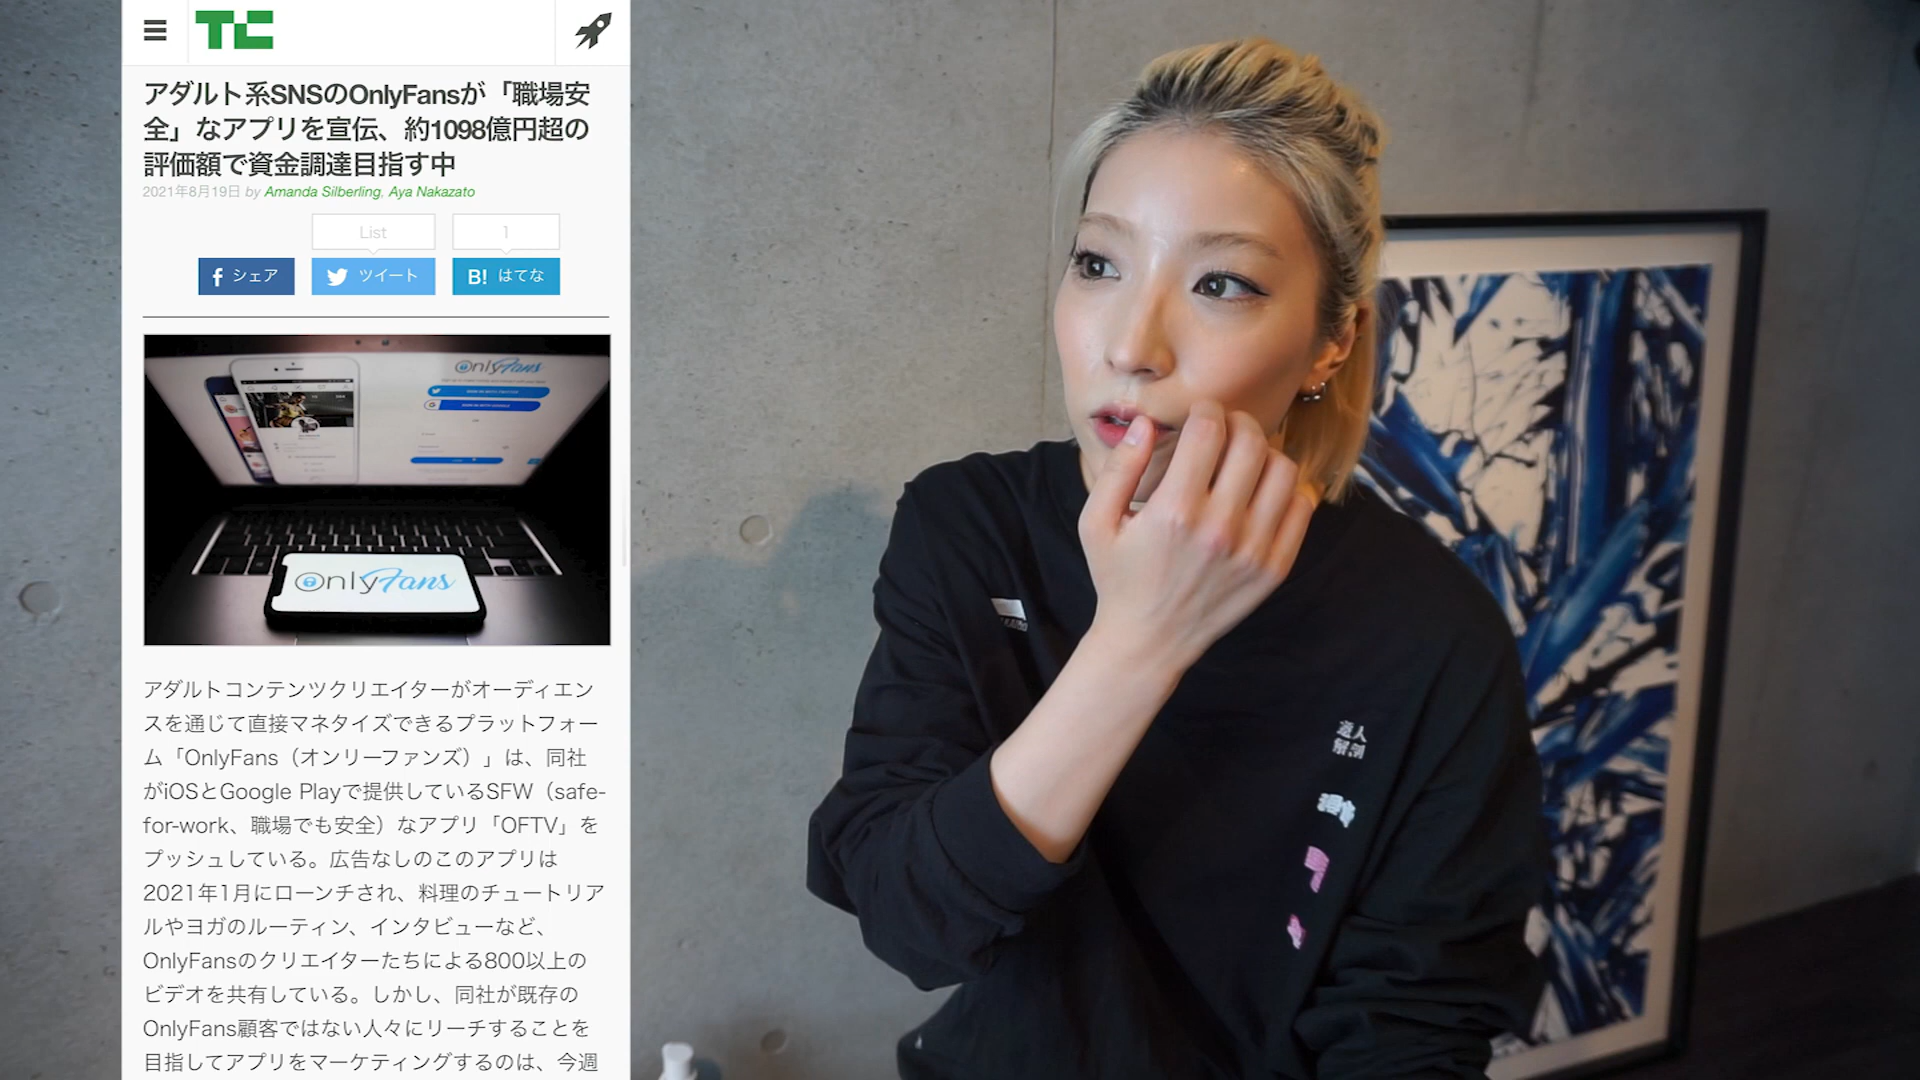 TC
アダルト系SNSのOnlyFansが「職場安
全」なアプリを宣伝、約1098億円超の
評価額で資金調達目指す中
2021年8月19日 by Amanda Silberling, Aya Nakazato
List
1
シェア
ツイート
B! はてな
OnlyFans
OnlyFans
アダルトコンテンツクリエイターがオーディエン
スを通じて直接マネタイズできるプラットフォー
ム「OnlyFans（オンリーファンズ）」は、同社
がiOSとGoogle Playで提供しているSFW（safe-
for-work、職場でも安全）なアプリ「OFTV」を
プッシュしている。広告なしのこのアプリは
2021年1月にローンチされ、料理のチュートリア
ルやヨガのルーティン、インタビューなど、
OnlyFansのクリエイターたちによる800以上の
ビデオを共有している。しかし、同社が既存の
OnlyFans顧客ではない人々にリーチすることを
目指してアプリをマーケティングするのは、今週
人
解剖